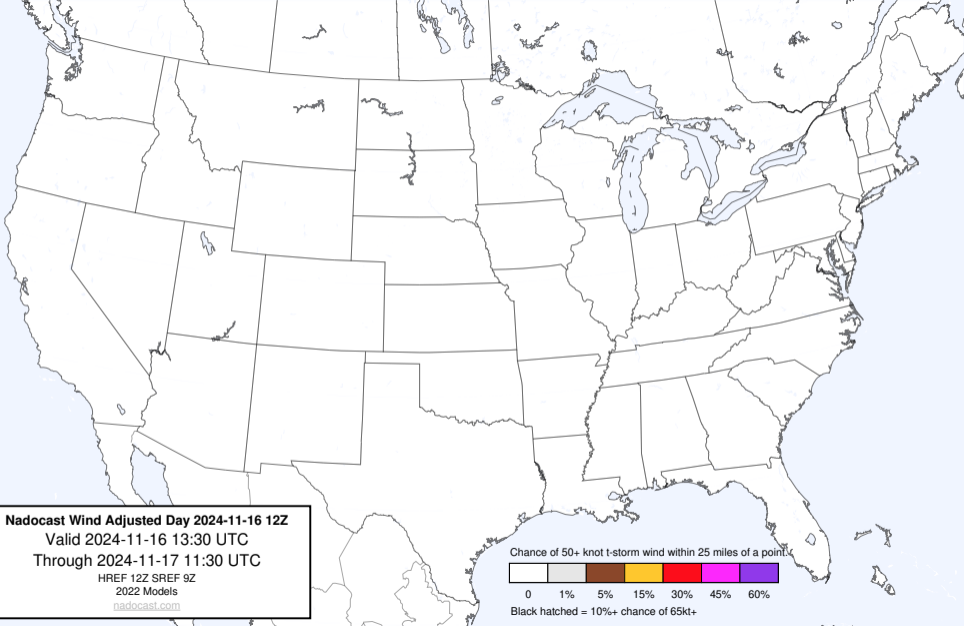 Nadocast Wind Adjusted Day 2024-11-16 12Z
Valid 2024-11-16 13:30 UTC
Through 2024-11-17 11:30 UTC
HREF 12Z SREF 9Z
2022 Models
nadocast.com
Chance of 50+ knot t-storm wind within 25 miles of a point.
0 1% 5% 15% 30% 45% 60%
Black hatched = 10%+ chance of 65kt+